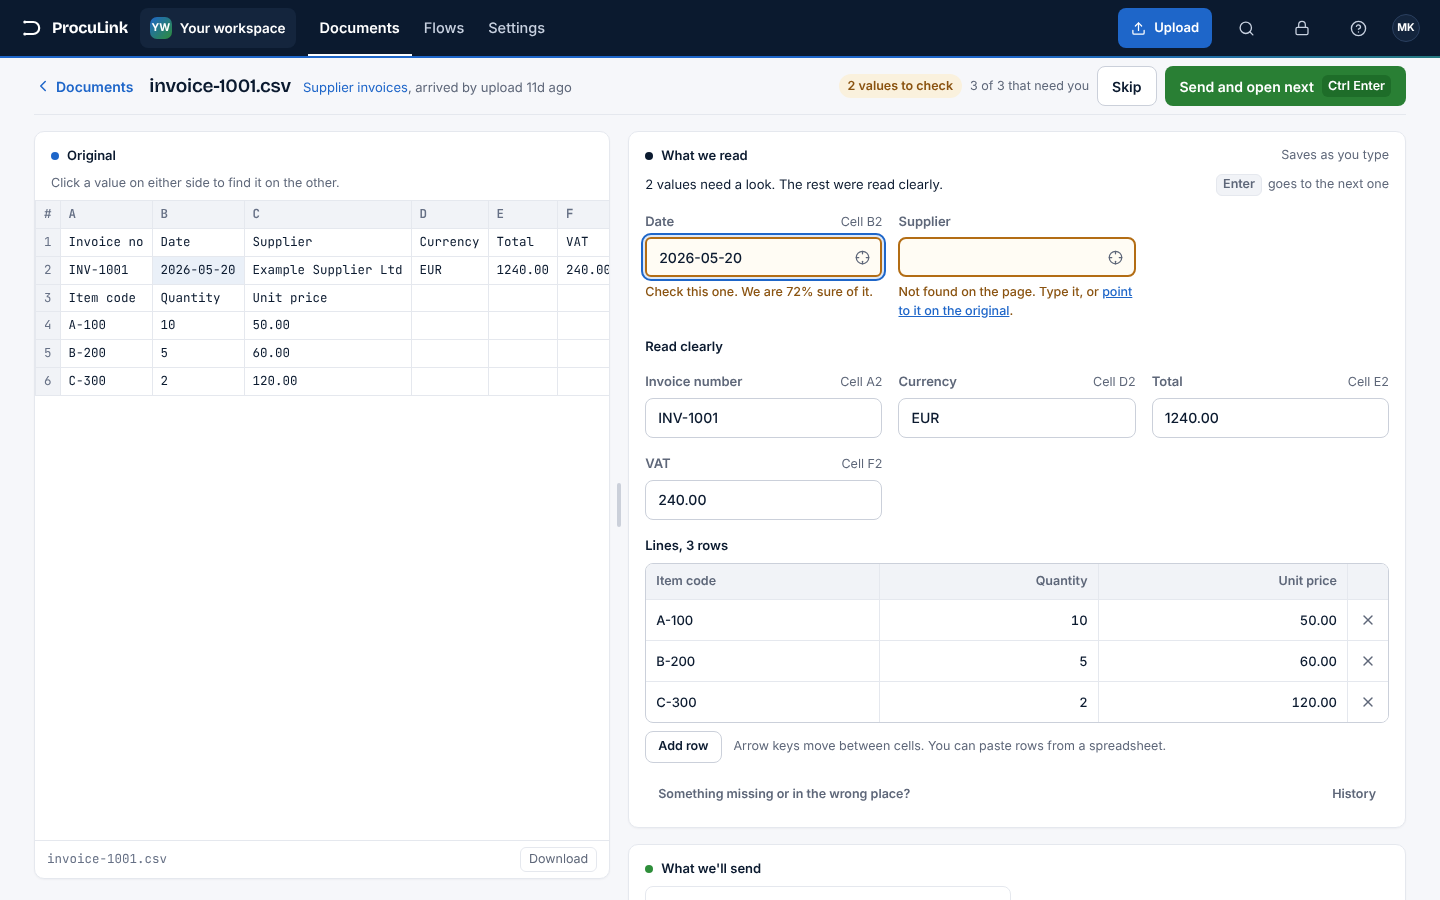 ProcuLink
YW Your workspace
Documents Flows Settings
Upload
MK
Documents invoice-1001.csv Supplier invoices, arrived by upload 11d ago
2 values to check 3 of 3 that need you Skip Send and open next Ctrl Enter
Original
Click a value on either side to find it on the other.
# A B C D E F
1 Invoice no Date Supplier Currency Total VAT
2 INV-1001 2026-05-20 Example Supplier Ltd EUR 1240.00 240.00
3 Item code Quantity Unit price
4 A-100 10 50.00
5 B-200 5 60.00
6 C-300 2 120.00
invoice-1001.csv Download
What we read Saves as you type
2 values need a look. The rest were read clearly. Enter goes to the next one
Date Cell B2 Supplier
2026-05-20
Check this one. We are 72% sure of it. Not found on the page. Type it, or point
to it on the original.
Read clearly
Invoice number Cell A2 Currency Cell D2 Total Cell E2
INV-1001 EUR 1240.00
VAT Cell F2
240.00
Lines, 3 rows
Item code Quantity Unit price
A-100 10 50.00
B-200 5 60.00
C-300 2 120.00
Add row Arrow keys move between cells. You can paste rows from a spreadsheet.
Something missing or in the wrong place? History
What we'll send